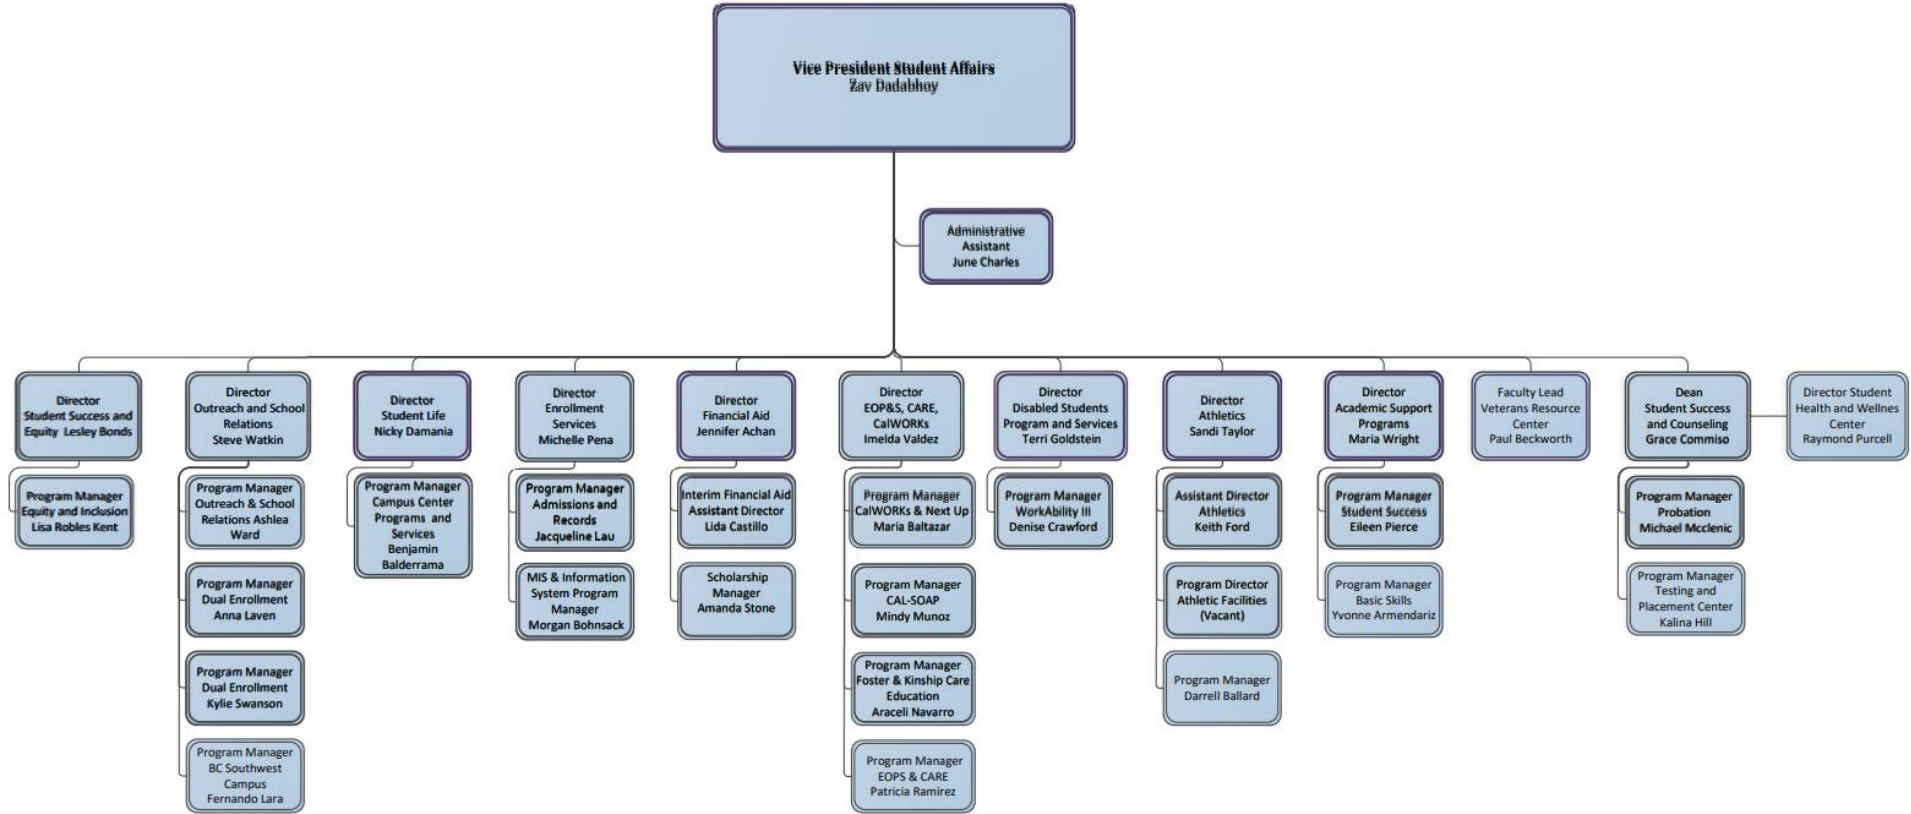 Vice President Student Affairs
Zav Dadabhoy
Administrative
Assistant
June Charles
Director
Student Success and
Equity Lesley Bonds
Director
Outreach and School
Relations
Steve Watkin
Director
Student Life
Nicky Damania
Director
Enrollment
Services
Michelle Pena
Director
Financial Aid
Jennifer Achan
Director
EOP&S, CARE,
CalWORKs
Imelda Valdez
Director
Disabled Students
Program and Services
Terri Goldstein
Director
Athletics
Sandi Taylor
Director
Academic Support
Programs
Maria Wright
Faculty Lead
Veterans Resource
Center
Paul Beckworth
Dean
Student Success
and Counseling
Grace Commiso
Director Student
Health and Wellnes
Center
Raymond Purcell
Program Manager
Equity and Inclusion
Lisa Robles Kent
Program Manager
Outreach & School
Relations Ashlea
Ward
Program Manager
Dual Enrollment
Anna Laven
Program Manager
Dual Enrollment
Kylie Swanson
Program Manager
BC Southwest
Campus
Fernando Lara
Program Manager
Campus Center
Programs and
Services
Benjamin
Balderrama
Program Manager
Admissions and
Records
Jacqueline Lau
MIS & Information
System Program
Manager
Morgan Bohnsack
Interim Financial Aid
Assistant Director
Lida Castillo
Scholarship
Manager
Amanda Stone
Program Manager
CalWORKs & Next Up
Maria Baltazar
Program Manager
CAL-SOAP
Mindy Munoz
Program Manager
Foster & Kinship Care
Education
Araceli Navarro
Program Manager
EOPS & CARE
Patricia Ramirez
Program Manager
WorkAbility III
Denise Crawford
Assistant Director
Athletics
Keith Ford
Program Director
Athletic Facilities
(Vacant)
Program Manager
Darrell Ballard
Program Manager
Student Success
Eileen Pierce
Program Manager
Basic Skills
Yvonne Armendariz
Program Manager
Probation
Michael Mcclenic
Program Manager
Testing and
Placement Center
Kalina Hill